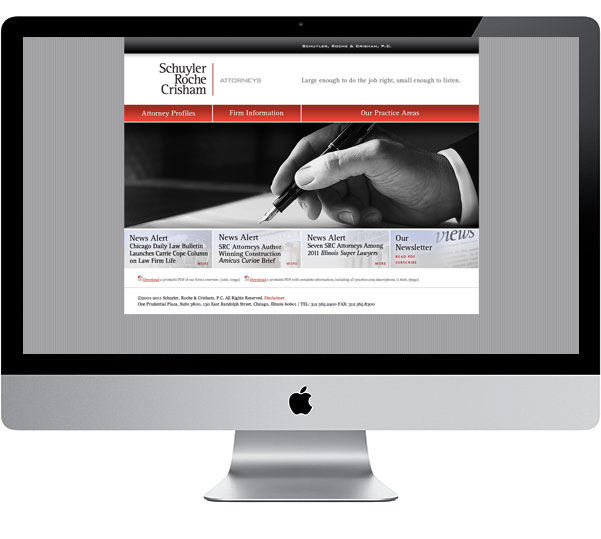 SCHUYLER, ROCHE & CRISHAM, P.C.
Schuyler
Roche
Crisham
ATTORNEYS
Large enough to do the job right, small enough to listen.
Attorney Profiles
Firm Information
Our Practice Areas
News Alert
Chicago Daily Law Bulletin
Launches Carrie Cope Column
on Law Firm Life
MORE
News Alert
SRC Attorneys Author
Winning Construction
Amicus Curiae Brief
MORE
News Alert
Seven SRC Attorneys Among
2011 Illinois Super Lawyers
MORE
views
Our
Newsletter
READ PDF
SUBSCRIBE
Download a printable PDF of our firm's overview.
Download a printable PDF with complete information, including all practice area descriptions.
©2001-2011 Schuyler, Roche & Crisham, P.C. All Rights Reserved. Disclaimer
One Prudential Plaza, Suite 3800, 130 East Randolph Street, Chicago, Illinois 60601 | TEL: 312.565.2400 FAX: 312.565.8300